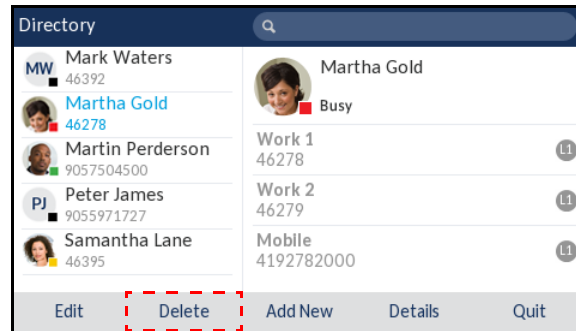 Directory
MW
Mark Waters
46392
Martha Gold
46278
Martin Perderson
9057504500
PJ
Peter James
9055971727
Samantha Lane
46395
Martha Gold
Busy
Work 1
46278
L1
Work 2
46279
L1
Mobile
4192782000
L1
Edit Delete Add New Details Quit